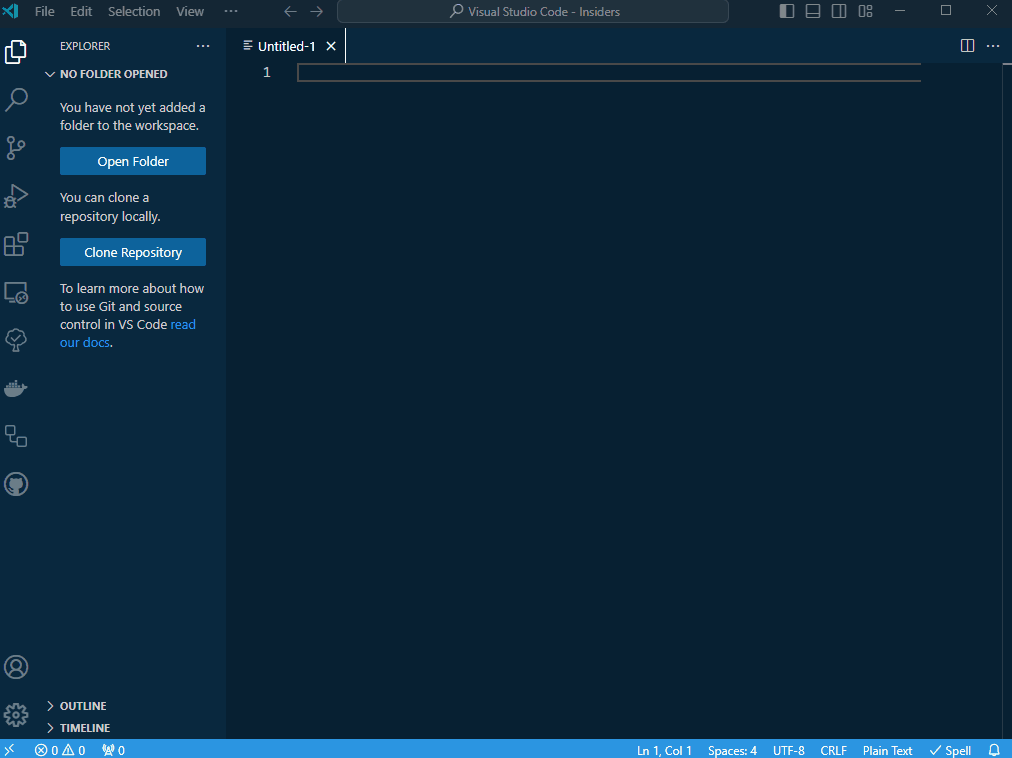 File Edit Selection View ··· Visual Studio Code - Insiders
EXPLORER ···
Untitled-1
NO FOLDER OPENED
1
You have not yet added a
folder to the workspace.
Open Folder
You can clone a
repository locally.
Clone Repository
To learn more about how
to use Git and source
control in VS Code read
our docs.
OUTLINE
TIMELINE
0 0 0 Ln 1, Col 1 Spaces: 4 UTF-8 CRLF Plain Text Spell